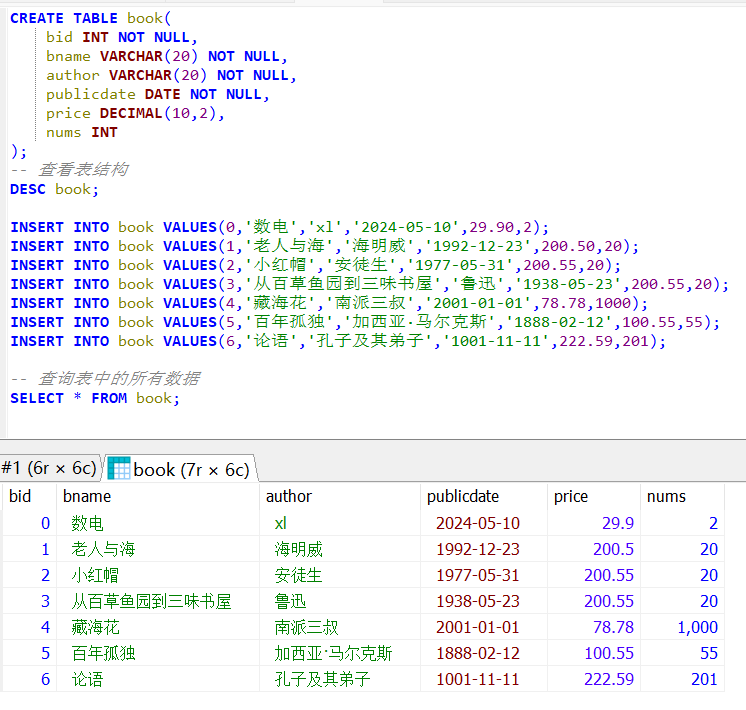 CREATE TABLE book(
bid INT NOT NULL,
bname VARCHAR(20) NOT NULL,
author VARCHAR(20) NOT NULL,
publicdate DATE NOT NULL,
price DECIMAL(10,2),
nums INT
);
-- 查看表结构
DESC book;
INSERT INTO book VALUES(0,'数电','xl','2024-05-10',29.90,2);
INSERT INTO book VALUES(1,'老人与海','海明威','1992-12-23',200.50,20);
INSERT INTO book VALUES(2,'小红帽','安徒生','1977-05-31',200.55,20);
INSERT INTO book VALUES(3,'从百草鱼园到三味书屋','鲁迅','1938-05-23',200.55,20);
INSERT INTO book VALUES(4,'藏海花','南派三叔','2001-01-01',78.78,1000);
INSERT INTO book VALUES(5,'百年孤独','加西亚·马尔克斯','1888-02-12',100.55,55);
INSERT INTO book VALUES(6,'论语','孔子及其弟子','1001-11-11',222.59,201);
-- 查询表中的所有数据
SELECT * FROM book;
#1 (6r × 6c) book (7r × 6c)
bid bname author publicdate price nums
0 数电 xl 2024-05-10 29.9 2
1 老人与海 海明威 1992-12-23 200.5 20
2 小红帽 安徒生 1977-05-31 200.55 20
3 从百草鱼园到三味书屋 鲁迅 1938-05-23 200.55 20
4 藏海花 南派三叔 2001-01-01 78.78 1,000
5 百年孤独 加西亚·马尔克斯 1888-02-12 100.55 55
6 论语 孔子及其弟子 1001-11-11 222.59 201